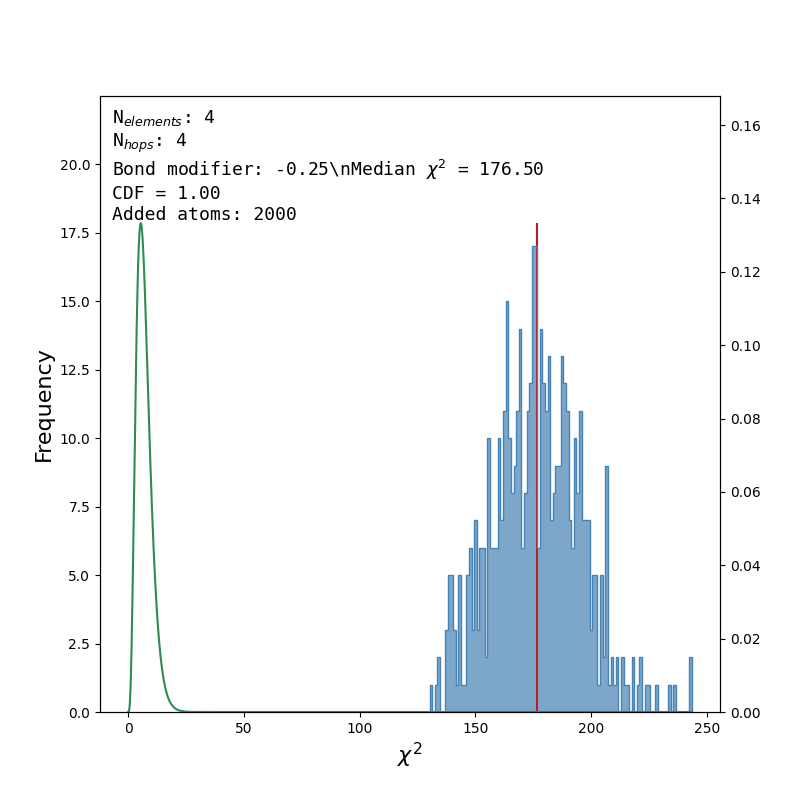 N_elements: 4
N_hops: 4
Bond modifier: -0.25\nMedian χ² = 176.50
CDF = 1.00
Added atoms: 2000
20.0
17.5
15.0
12.5
10.0
7.5
5.0
2.5
0.0
Frequency
0.16
0.14
0.12
0.10
0.08
0.06
0.04
0.02
0.00
0 50 100 150 200 250
χ²